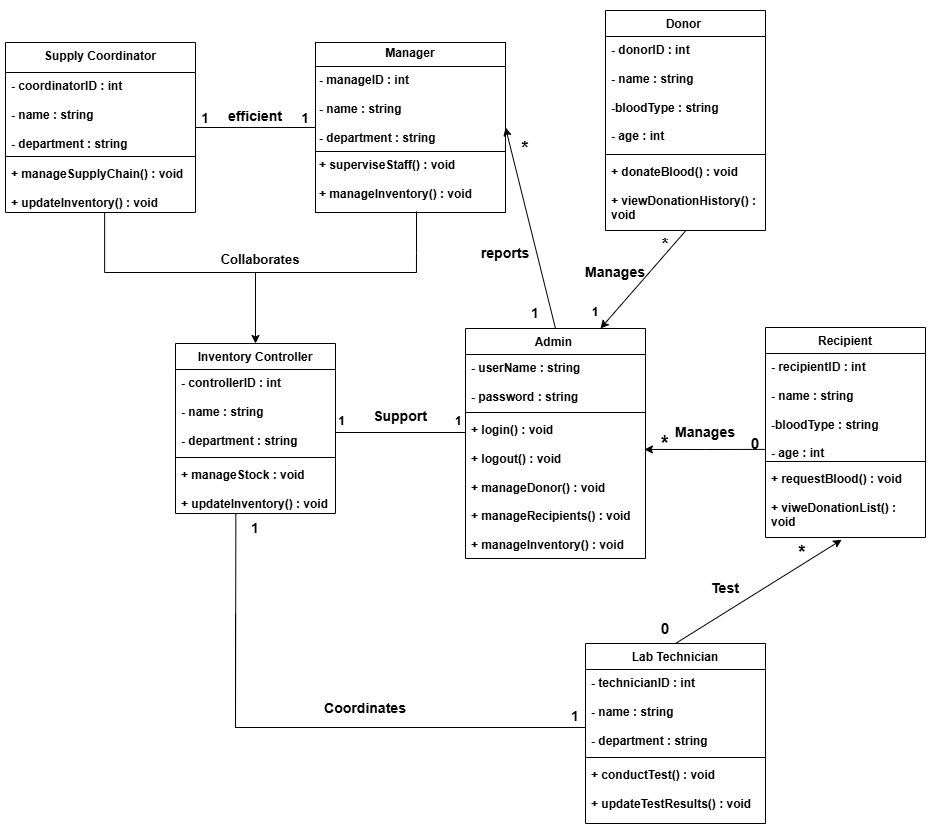 Supply Coordinator
- coordinatorID : int
- name : string
- department : string
+ manageSupplyChain() : void
+ updateInventory() : void
1
efficient
1
Manager
- manageID : int
- name : string
- department : string
+ superviseStaff() : void
+ manageInventory() : void
Donor
- donorID : int
- name : string
-bloodType : string
- age : int
+ donateBlood() : void
+ viewDonationHistory() :
void
*
reports
1
*
Manages
1
Collaborates
Inventory Controller
- controllerID : int
- name : string
- department : string
+ manageStock : void
+ updateInventory() : void
1
Support
1
Admin
- userName : string
- password : string
+ login() : void
+ logout() : void
+ manageDonor() : void
+ manageRecipients() : void
+ manageInventory() : void
*
Manages
0
Recipient
- recipientID : int
- name : string
-bloodType : string
- age : int
+ requestBlood() : void
+ viweDonationList() :
void
*
Test
0
1
Coordinates
1
Lab Technician
- technicianID : int
- name : string
- department : string
+ conductTest() : void
+ updateTestResults() : void